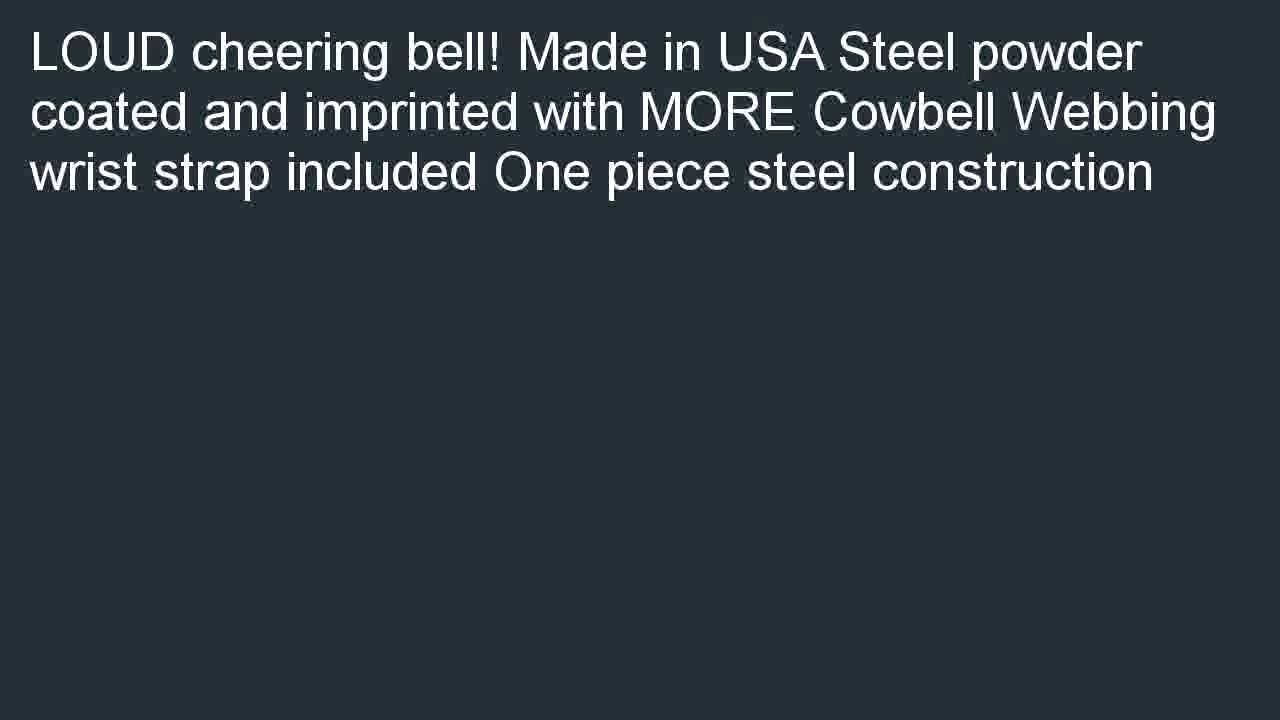 LOUD cheering bell! Made in USA Steel powder
coated and imprinted with MORE Cowbell Webbing
wrist strap included One piece steel construction